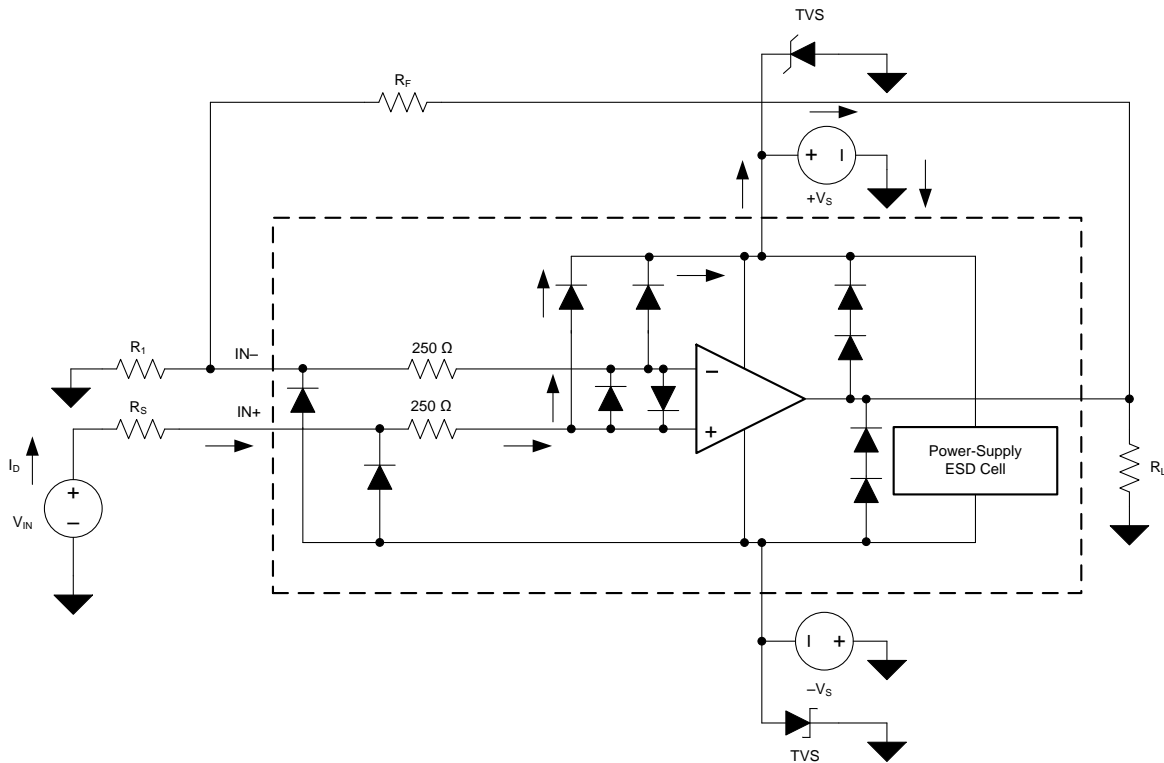 TVS
R_F
+ –
+V_S
R_1
IN–
250 Ω
R_S
IN+
250 Ω
–
+
Power-Supply
ESD Cell
I_D
+
–
V_IN
R_L
– +
–V_S
TVS